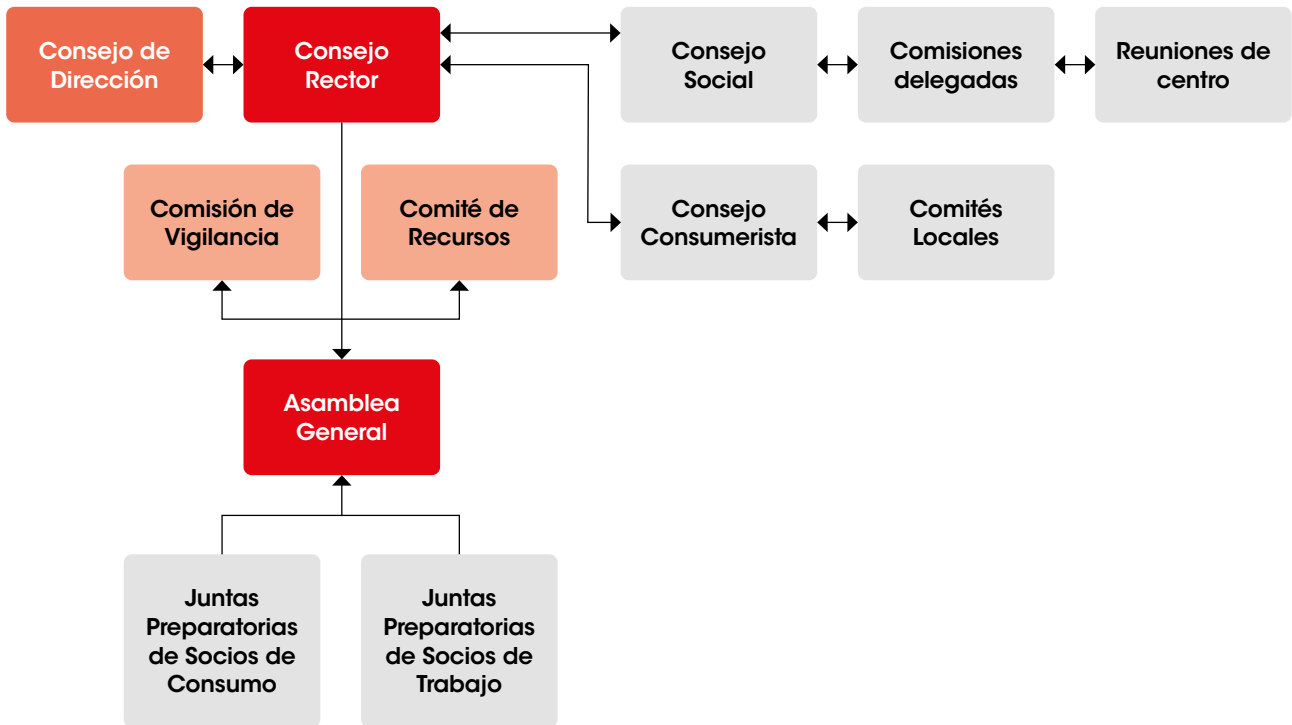 Consejo de
Dirección
Consejo
Rector
Consejo
Social
Comisiones
delegadas
Reuniones de
centro
Comisión de
Vigilancia
Comité de
Recursos
Consejo
Consumerista
Comités
Locales
Asamblea
General
Juntas
Preparatorias
de Socios de
Consumo
Juntas
Preparatorias
de Socios de
Trabajo